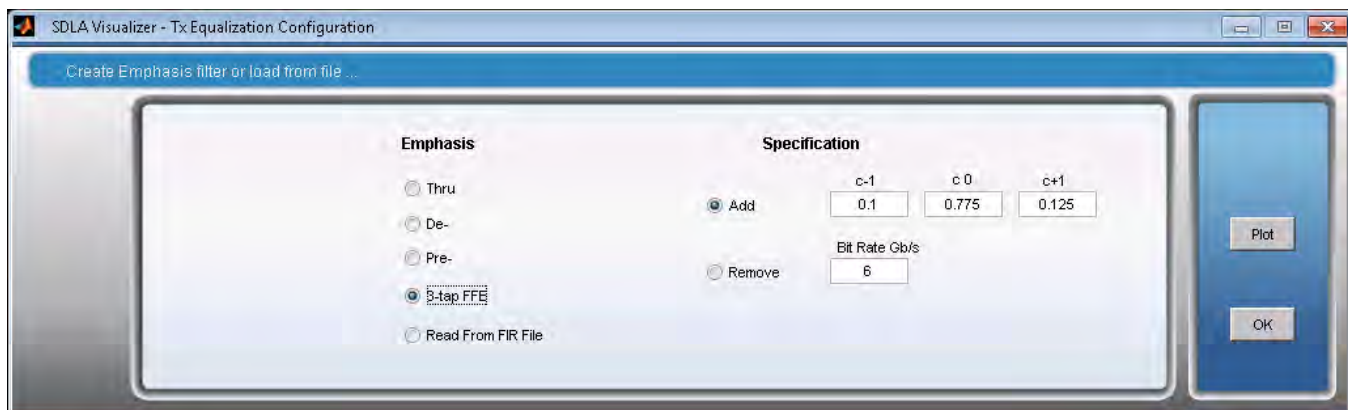 SDLA Visualizer - Tx Equalization Configuration
Create Emphasis filter or load from file ...
Emphasis
Thru
De-
Pre-
3-tap FFE
Read From FIR File
Specification
c-1 c 0 c+1
Add 0.1 0.775 0.125
Bit Rate Gb/s
Remove 6
Plot
OK